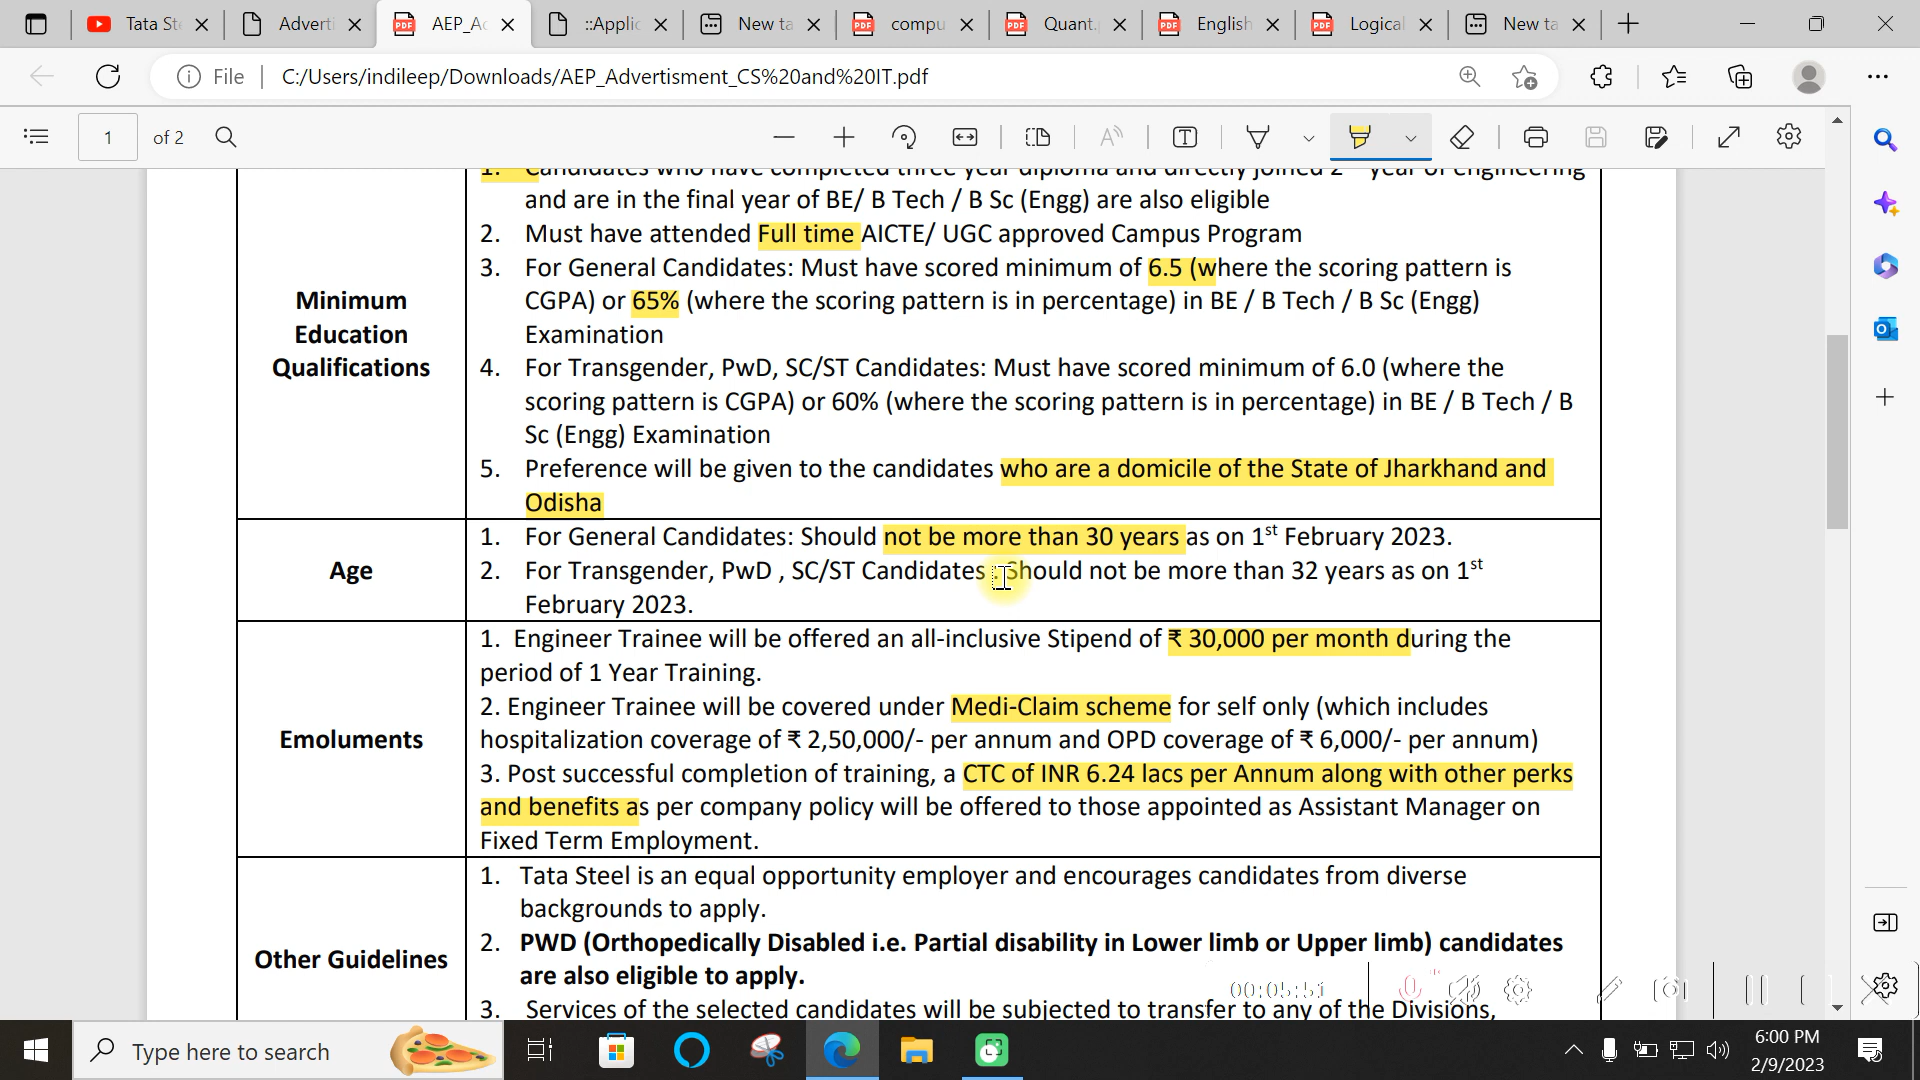 Tata St
Adverti
AEP_Ac
::Applic
New ta
compu
Quant.
English
Logical
New ta
File
C:/Users/indileep/Downloads/AEP_Advertisment_CS%20and%20IT.pdf
1 of 2
1. Candidates who have completed three year diploma and directly joined 2nd year of engineering
and are in the final year of BE/ B Tech / B Sc (Engg) are also eligible
2. Must have attended Full time AICTE/ UGC approved Campus Program
3. For General Candidates: Must have scored minimum of 6.5 (where the scoring pattern is
CGPA) or 65% (where the scoring pattern is in percentage) in BE / B Tech / B Sc (Engg)
Examination
Minimum
Education
Qualifications
4. For Transgender, PwD, SC/ST Candidates: Must have scored minimum of 6.0 (where the
scoring pattern is CGPA) or 60% (where the scoring pattern is in percentage) in BE / B Tech / B
Sc (Engg) Examination
5. Preference will be given to the candidates who are a domicile of the State of Jharkhand and
Odisha
Age
1. For General Candidates: Should not be more than 30 years as on 1st February 2023.
2. For Transgender, PwD , SC/ST Candidates : Should not be more than 32 years as on 1st
February 2023.
Emoluments
1. Engineer Trainee will be offered an all-inclusive Stipend of ₹ 30,000 per month during the
period of 1 Year Training.
2. Engineer Trainee will be covered under Medi-Claim scheme for self only (which includes
hospitalization coverage of ₹ 2,50,000/- per annum and OPD coverage of ₹ 6,000/- per annum)
3. Post successful completion of training, a CTC of INR 6.24 lacs per Annum along with other perks
and benefits as per company policy will be offered to those appointed as Assistant Manager on
Fixed Term Employment.
Other Guidelines
1. Tata Steel is an equal opportunity employer and encourages candidates from diverse
backgrounds to apply.
2. PWD (Orthopedically Disabled i.e. Partial disability in Lower limb or Upper limb) candidates
are also eligible to apply.
3. Services of the selected candidates will be subjected to transfer to any of the Divisions,
00:05:51
Type here to search
6:00 PM
2/9/2023